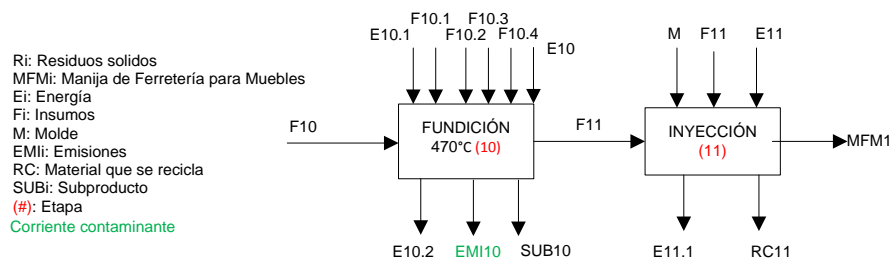 Ri: Residuos solidos
MFMi: Manija de Ferretería para Muebles
Ei: Energía
Fi: Insumos
M: Molde
EMIi: Emisiones
RC: Material que se recicla
SUBi: Subproducto
(#): Etapa
Corriente contaminante
E10.1
F10.1
F10.2
F10.3
F10.4
E10
F10
FUNDICIÓN
470°C (10)
E10.2
EMI10
SUB10
F11
M
F11
E11
INYECCIÓN
(11)
MFM1
E11.1
RC11